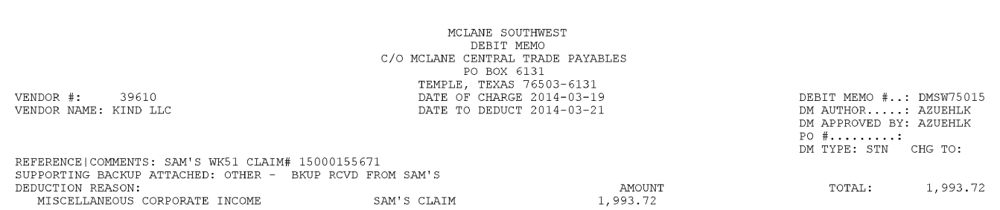 MCLANE SOUTHWEST
DEBIT MEMO
C/O MCLANE CENTRAL TRADE PAYABLES
PO BOX 6131
TEMPLE, TEXAS 76503-6131
VENDOR #: 39610 DATE OF CHARGE 2014-03-19 DEBIT MEMO #..: DMSW75015
VENDOR NAME: KIND LLC DATE TO DEDUCT 2014-03-21 DM AUTHOR.....: AZUEHLK
DM APPROVED BY: AZUEHLK
PO #.........:
DM TYPE: STN CHG TO:
REFERENCE|COMMENTS: SAM'S WK51 CLAIM# 15000155671
SUPPORTING BACKUP ATTACHED: OTHER - BKUP RCVD FROM SAM'S
DEDUCTION REASON: AMOUNT TOTAL: 1,993.72
MISCELLANEOUS CORPORATE INCOME SAM'S CLAIM 1,993.72